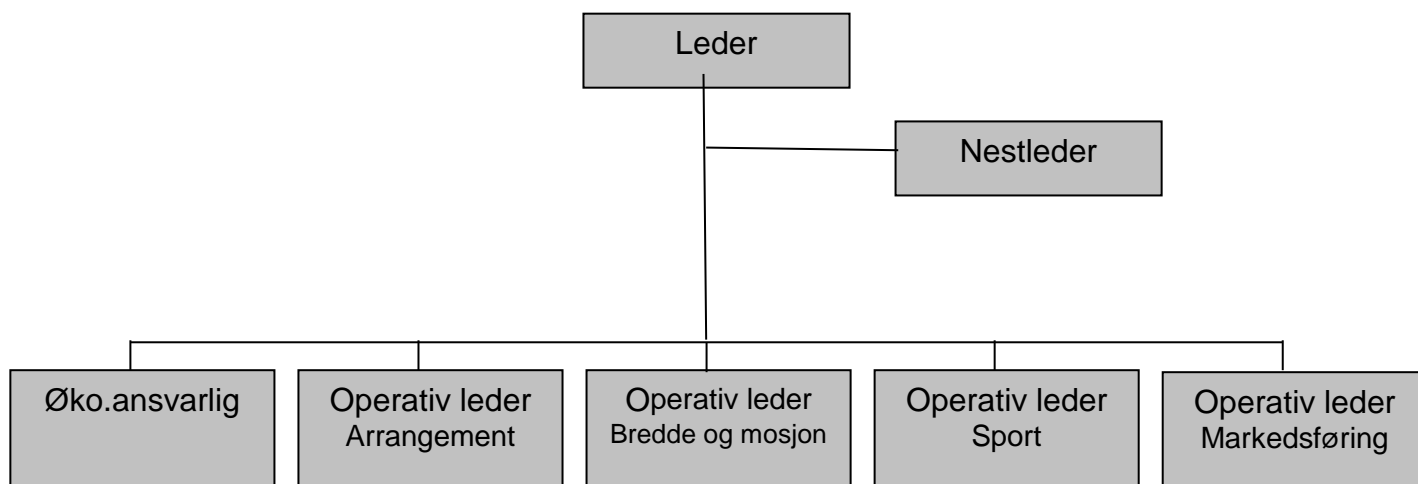 Leder
Nestleder
Øko.ansvarlig
Operativ leder
Arrangement
Operativ leder
Bredde og mosjon
Operativ leder
Sport
Operativ leder
Markedsføring